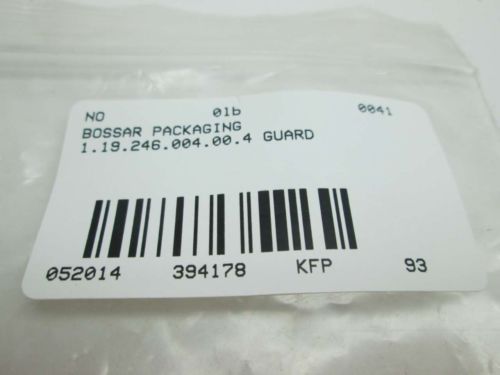 NO 01b 0041
BOSSAR PACKAGING
1.19.246.004.00.4 GUARD
052014 394178 KFP 93